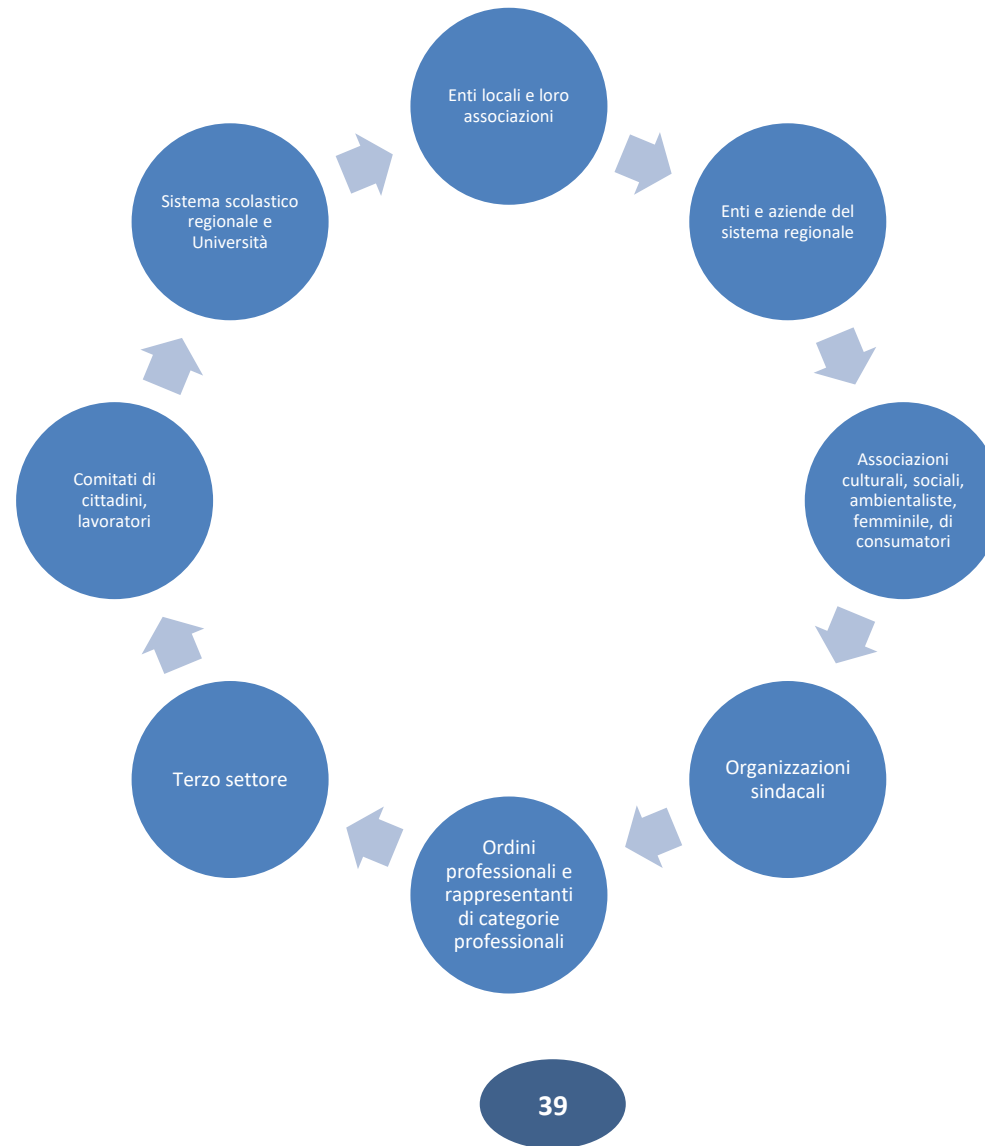 Enti locali e loro
associazioni
Enti e aziende del
sistema regionale
Associazioni
culturali, sociali,
ambientaliste,
femminile, di
consumatori
Organizzazioni
sindacali
Ordini
professionali e
rappresentanti
di categorie
professionali
Terzo settore
Comitati di
cittadini,
lavoratori
Sistema scolastico
regionale e
Università
39